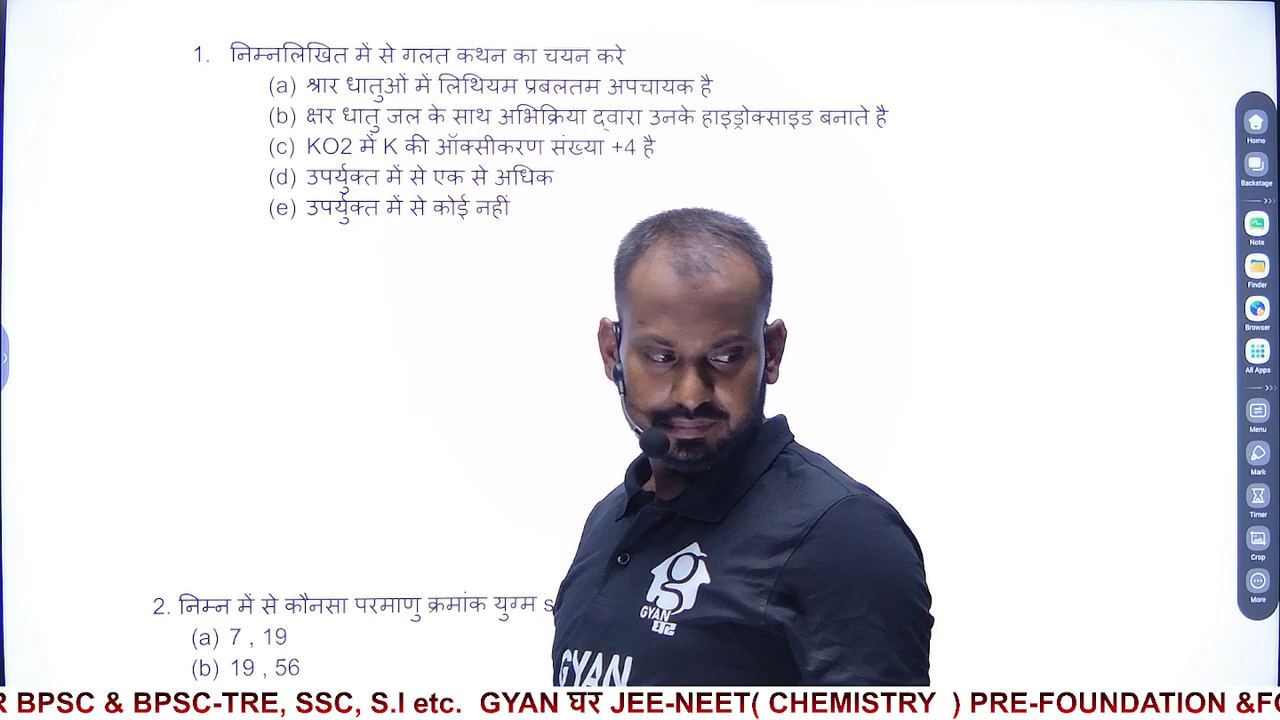 1. निम्नलिखित में से गलत कथन का चयन करे
(a) श्रार धातुओं में लिथियम प्रबलतम अपचायक है
(b) क्षर धातु जल के साथ अभिक्रिया द्वारा उनके हाइड्रोक्साइड बनाते है
(c) KO2 में K की ऑक्सीकरण संख्या +4 है
(d) उपर्युक्त में से एक से अधिक
(e) उपर्युक्त में से कोई नहीं
Home
Backstage
Note
Finder
Browser
All Apps
Menu
Mark
Timer
Crop
More
GYAN
घर
GYAN
2. निम्न में से कौनसा परमाणु क्रमांक युग्म s
(a) 7 , 19
(b) 19 , 56
R BPSC & BPSC-TRE, SSC, S.I etc. GYAN घर JEE-NEET( CHEMISTRY ) PRE-FOUNDATION &FO